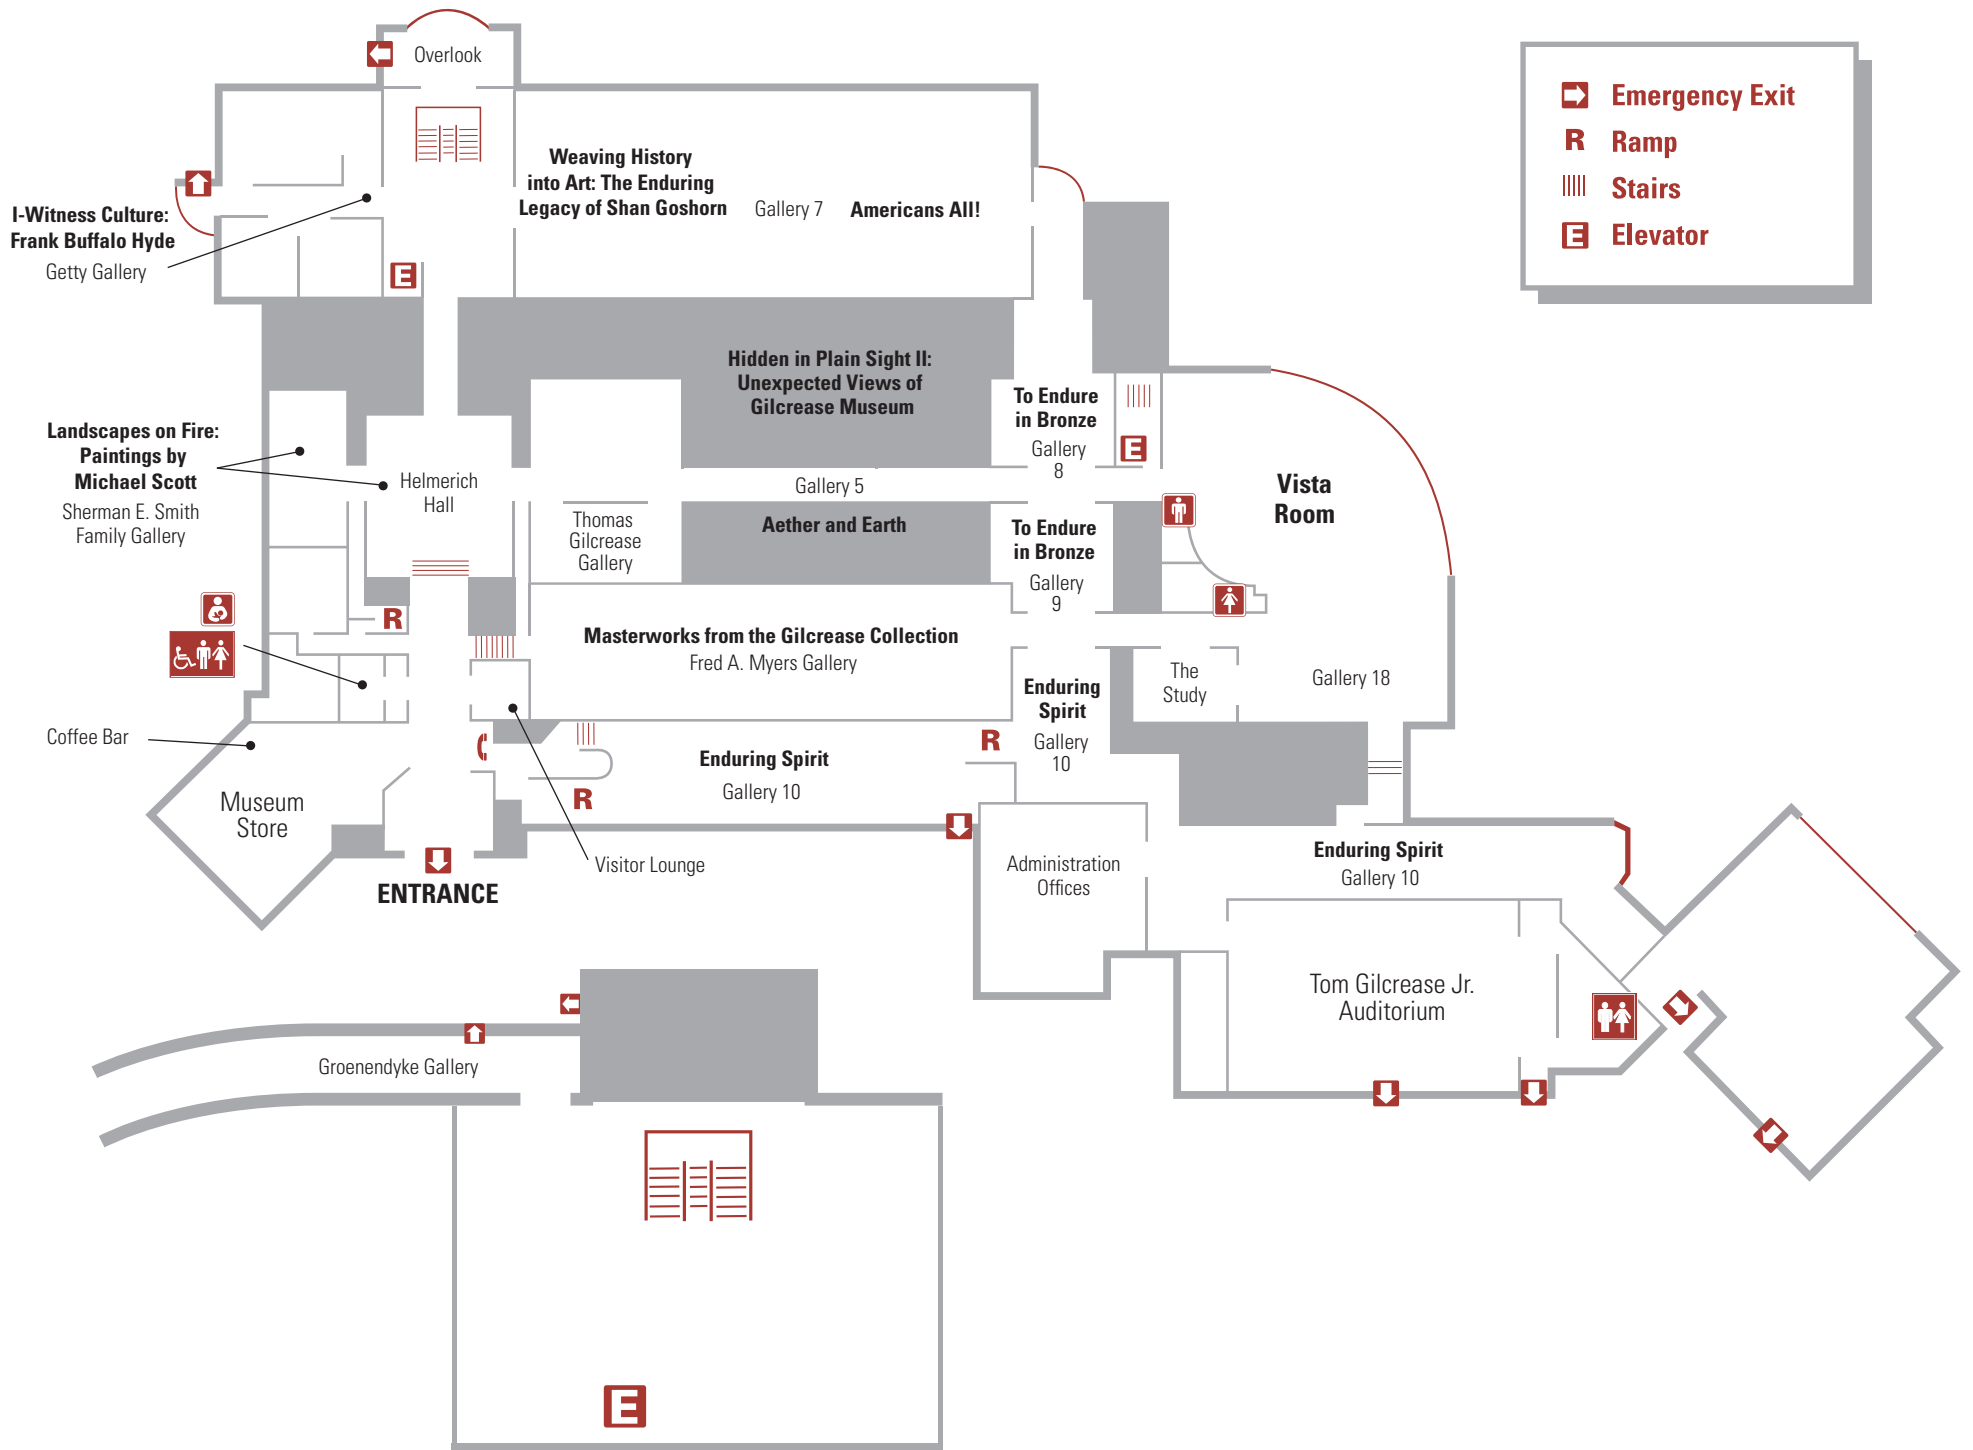 Overlook
Emergency Exit
R Ramp
Stairs
E Elevator
Weaving History
into Art: The Enduring
Legacy of Shan Goshorn
Gallery 7
Americans All!
I-Witness Culture:
Frank Buffalo Hyde
Getty Gallery
E
Hidden in Plain Sight II:
Unexpected Views of
Gilcrease Museum
To Endure
in Bronze
Gallery
8
E
Landscapes on Fire:
Paintings by
Michael Scott
Sherman E. Smith
Family Gallery
Helmerich
Hall
Gallery 5
Vista
Room
Thomas
Gilcrease
Gallery
Aether and Earth
To Endure
in Bronze
Gallery
9
R
Masterworks from the Gilcrease Collection
Fred A. Myers Gallery
The
Study
Gallery 18
Enduring
Spirit
Gallery
10
Coffee Bar
R
Enduring Spirit
Gallery 10
R
Museum
Store
Visitor Lounge
ENTRANCE
Administration
Offices
Enduring Spirit
Gallery 10
Tom Gilcrease Jr.
Auditorium
Groenendyke Gallery
E